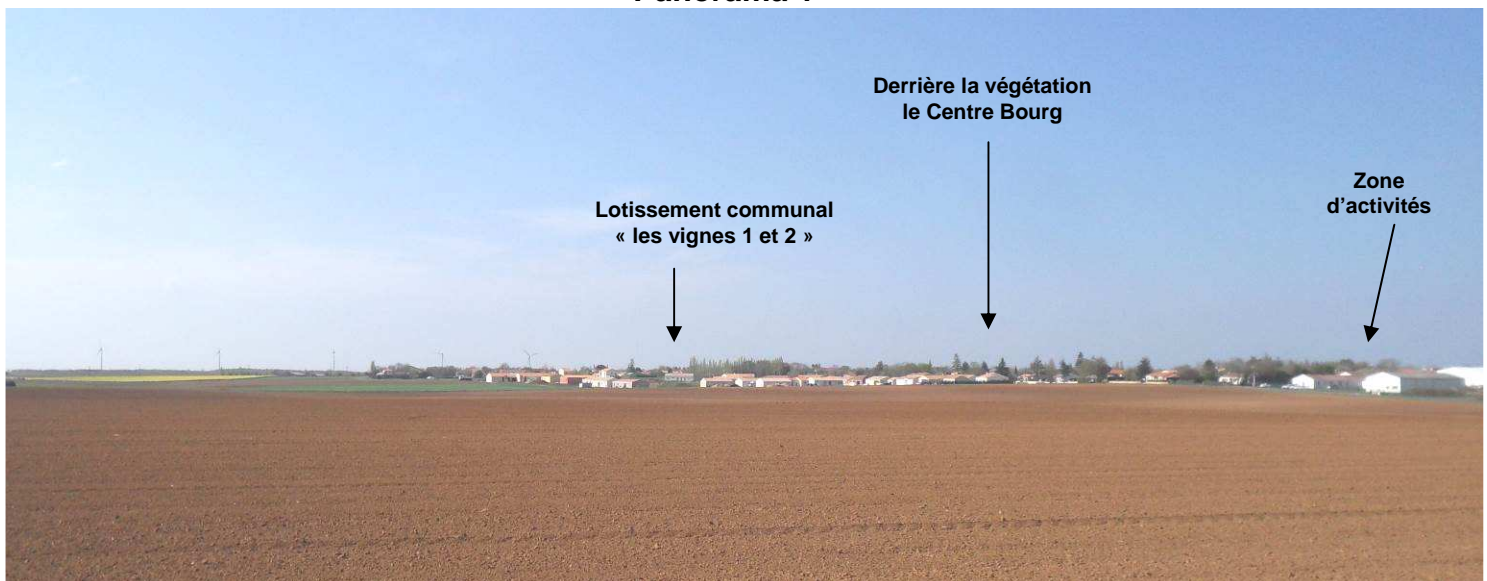 Derrière la végétation
le Centre Bourg
Zone
d'activités
Lotissement communal
« les vignes 1 et 2 »